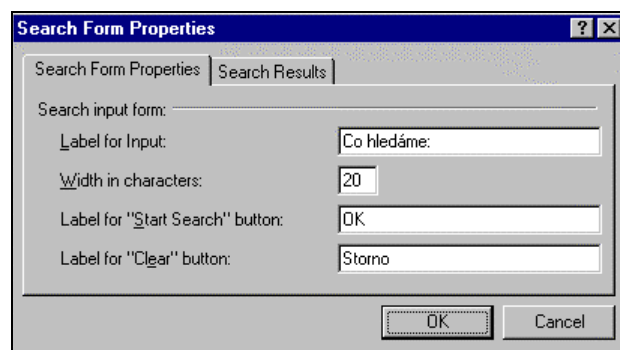 Search Form Properties
Search Form Properties Search Results
Search input form:
Label for Input: Co hledáme:
Width in characters: 20
Label for "Start Search" button: OK
Label for "Clear" button: Storno
OK Cancel